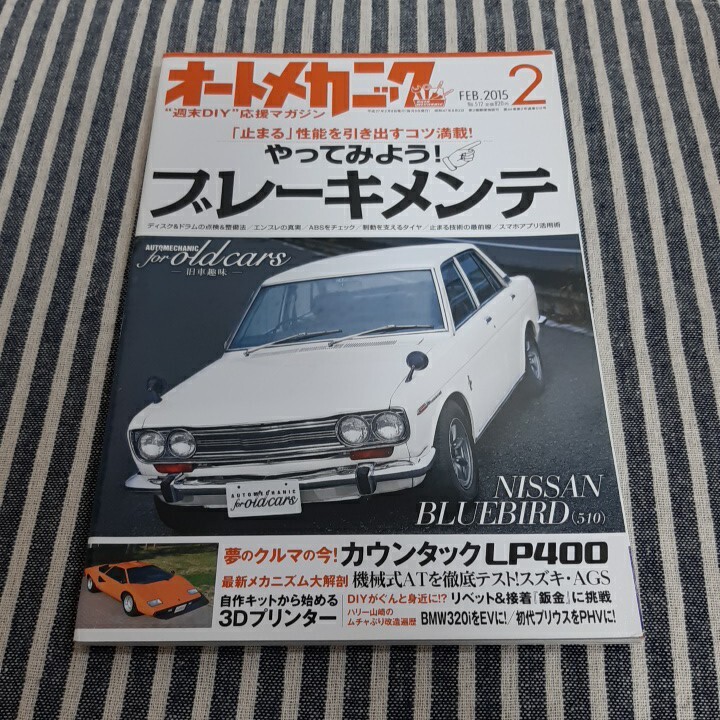 オートメカニック
"週末DIY"応援マガジン
FEB. 2015 2
No.512
「止まる」性能を引き出すコツ満載!
やってみよう!
ブレーキメンテ
ディスク&ドラムの点検&整備法/エンスレの真実/ABSをチェック/制動を支えるタイヤ/止まる技術の最前線/スマホアプリ活用術
AUTOMECHANIC
for old cars
旧車趣味
AUTOMECHANIC
for old cars
NISSAN
BLUEBIRD (510)
夢のクルマの今!カウンタックLP400
最新メカニズム大解剖 機械式ATを徹底テスト!スズキ・AGS
自作キットから始める
3Dプリンター
DIYがぐんと身近に!? リベット&接着「鈑金」に挑戦
ハリー山崎の
ムチャぶり改造遍歴 BMW320iをEVに!/初代プリウスをPHVに!